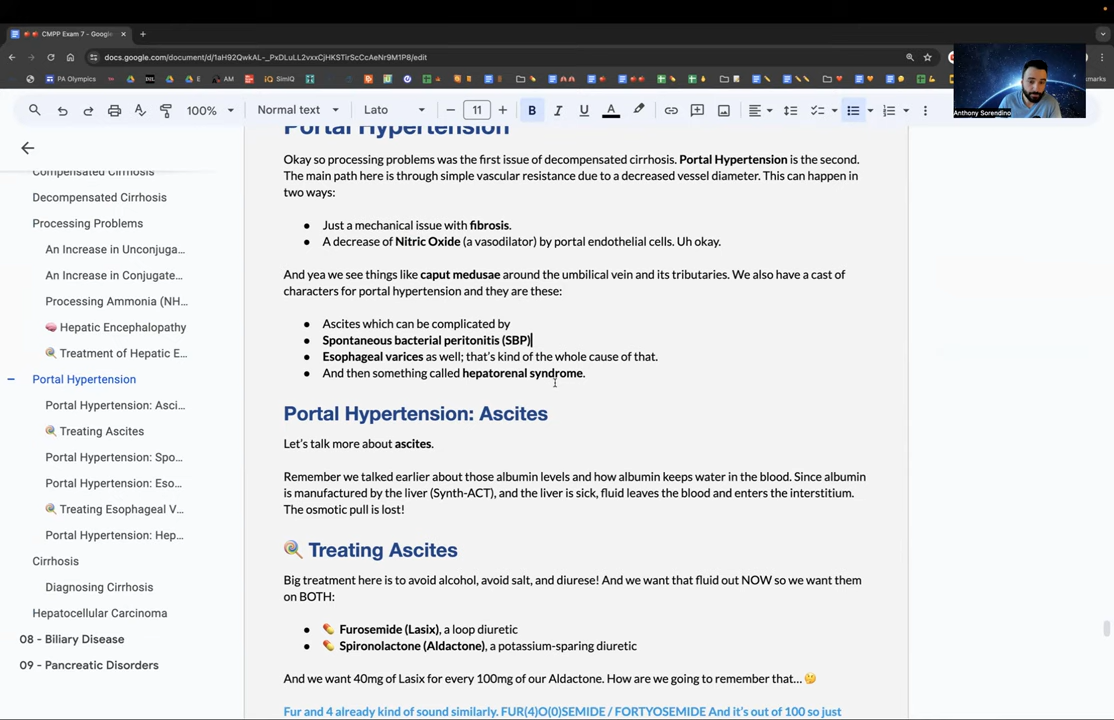 CMPP Exam 7 - Google
docs.google.com/document/d/1aH92QwkAL-_PxDLuLL2vxxCjHKSTirScCcAeNr9M1P8/edit
PA Olympics
DEL
E
AM
IQ
SimIQ
Anthony Sorendino
100%
Normal text
Lato
11
Compensated Cirrhosis
Decompensated Cirrhosis
Processing Problems
An Increase in Unconjuga...
An Increase in Conjugate...
Processing Ammonia (NH...
🧠 Hepatic Encephalopathy
🍭 Treatment of Hepatic E...
Portal Hypertension
Portal Hypertension: Asci...
🍭 Treating Ascites
Portal Hypertension: Spo...
Portal Hypertension: Eso...
🍭 Treating Esophageal V...
Portal Hypertension: Hep...
Cirrhosis
Diagnosing Cirrhosis
Hepatocellular Carcinoma
08 - Biliary Disease
09 - Pancreatic Disorders
Portal Hypertension
Okay so processing problems was the first issue of decompensated cirrhosis. Portal Hypertension is the second.
The main path here is through simple vascular resistance due to a decreased vessel diameter. This can happen in
two ways:
● Just a mechanical issue with fibrosis.
● A decrease of Nitric Oxide (a vasodilator) by portal endothelial cells. Uh okay.
And yea we see things like caput medusae around the umbilical vein and its tributaries. We also have a cast of
characters for portal hypertension and they are these:
● Ascites which can be complicated by
● Spontaneous bacterial peritonitis (SBP)
● Esophageal varices as well; that's kind of the whole cause of that.
● And then something called hepatorenal syndrome.
Portal Hypertension: Ascites
Let's talk more about ascites.
Remember we talked earlier about those albumin levels and how albumin keeps water in the blood. Since albumin
is manufactured by the liver (Synth-ACT), and the liver is sick, fluid leaves the blood and enters the interstitium.
The osmotic pull is lost!
🍭 Treating Ascites
Big treatment here is to avoid alcohol, avoid salt, and diurese! And we want that fluid out NOW so we want them
on BOTH:
● 💊 Furosemide (Lasix), a loop diuretic
● 💊 Spironolactone (Aldactone), a potassium-sparing diuretic
And we want 40mg of Lasix for every 100mg of our Aldactone. How are we going to remember that... 🤔
Fur and 4 already kind of sound similarly. FUR(4)O(0)SEMIDE / FORTYOSEMIDE And it's out of 100 so just